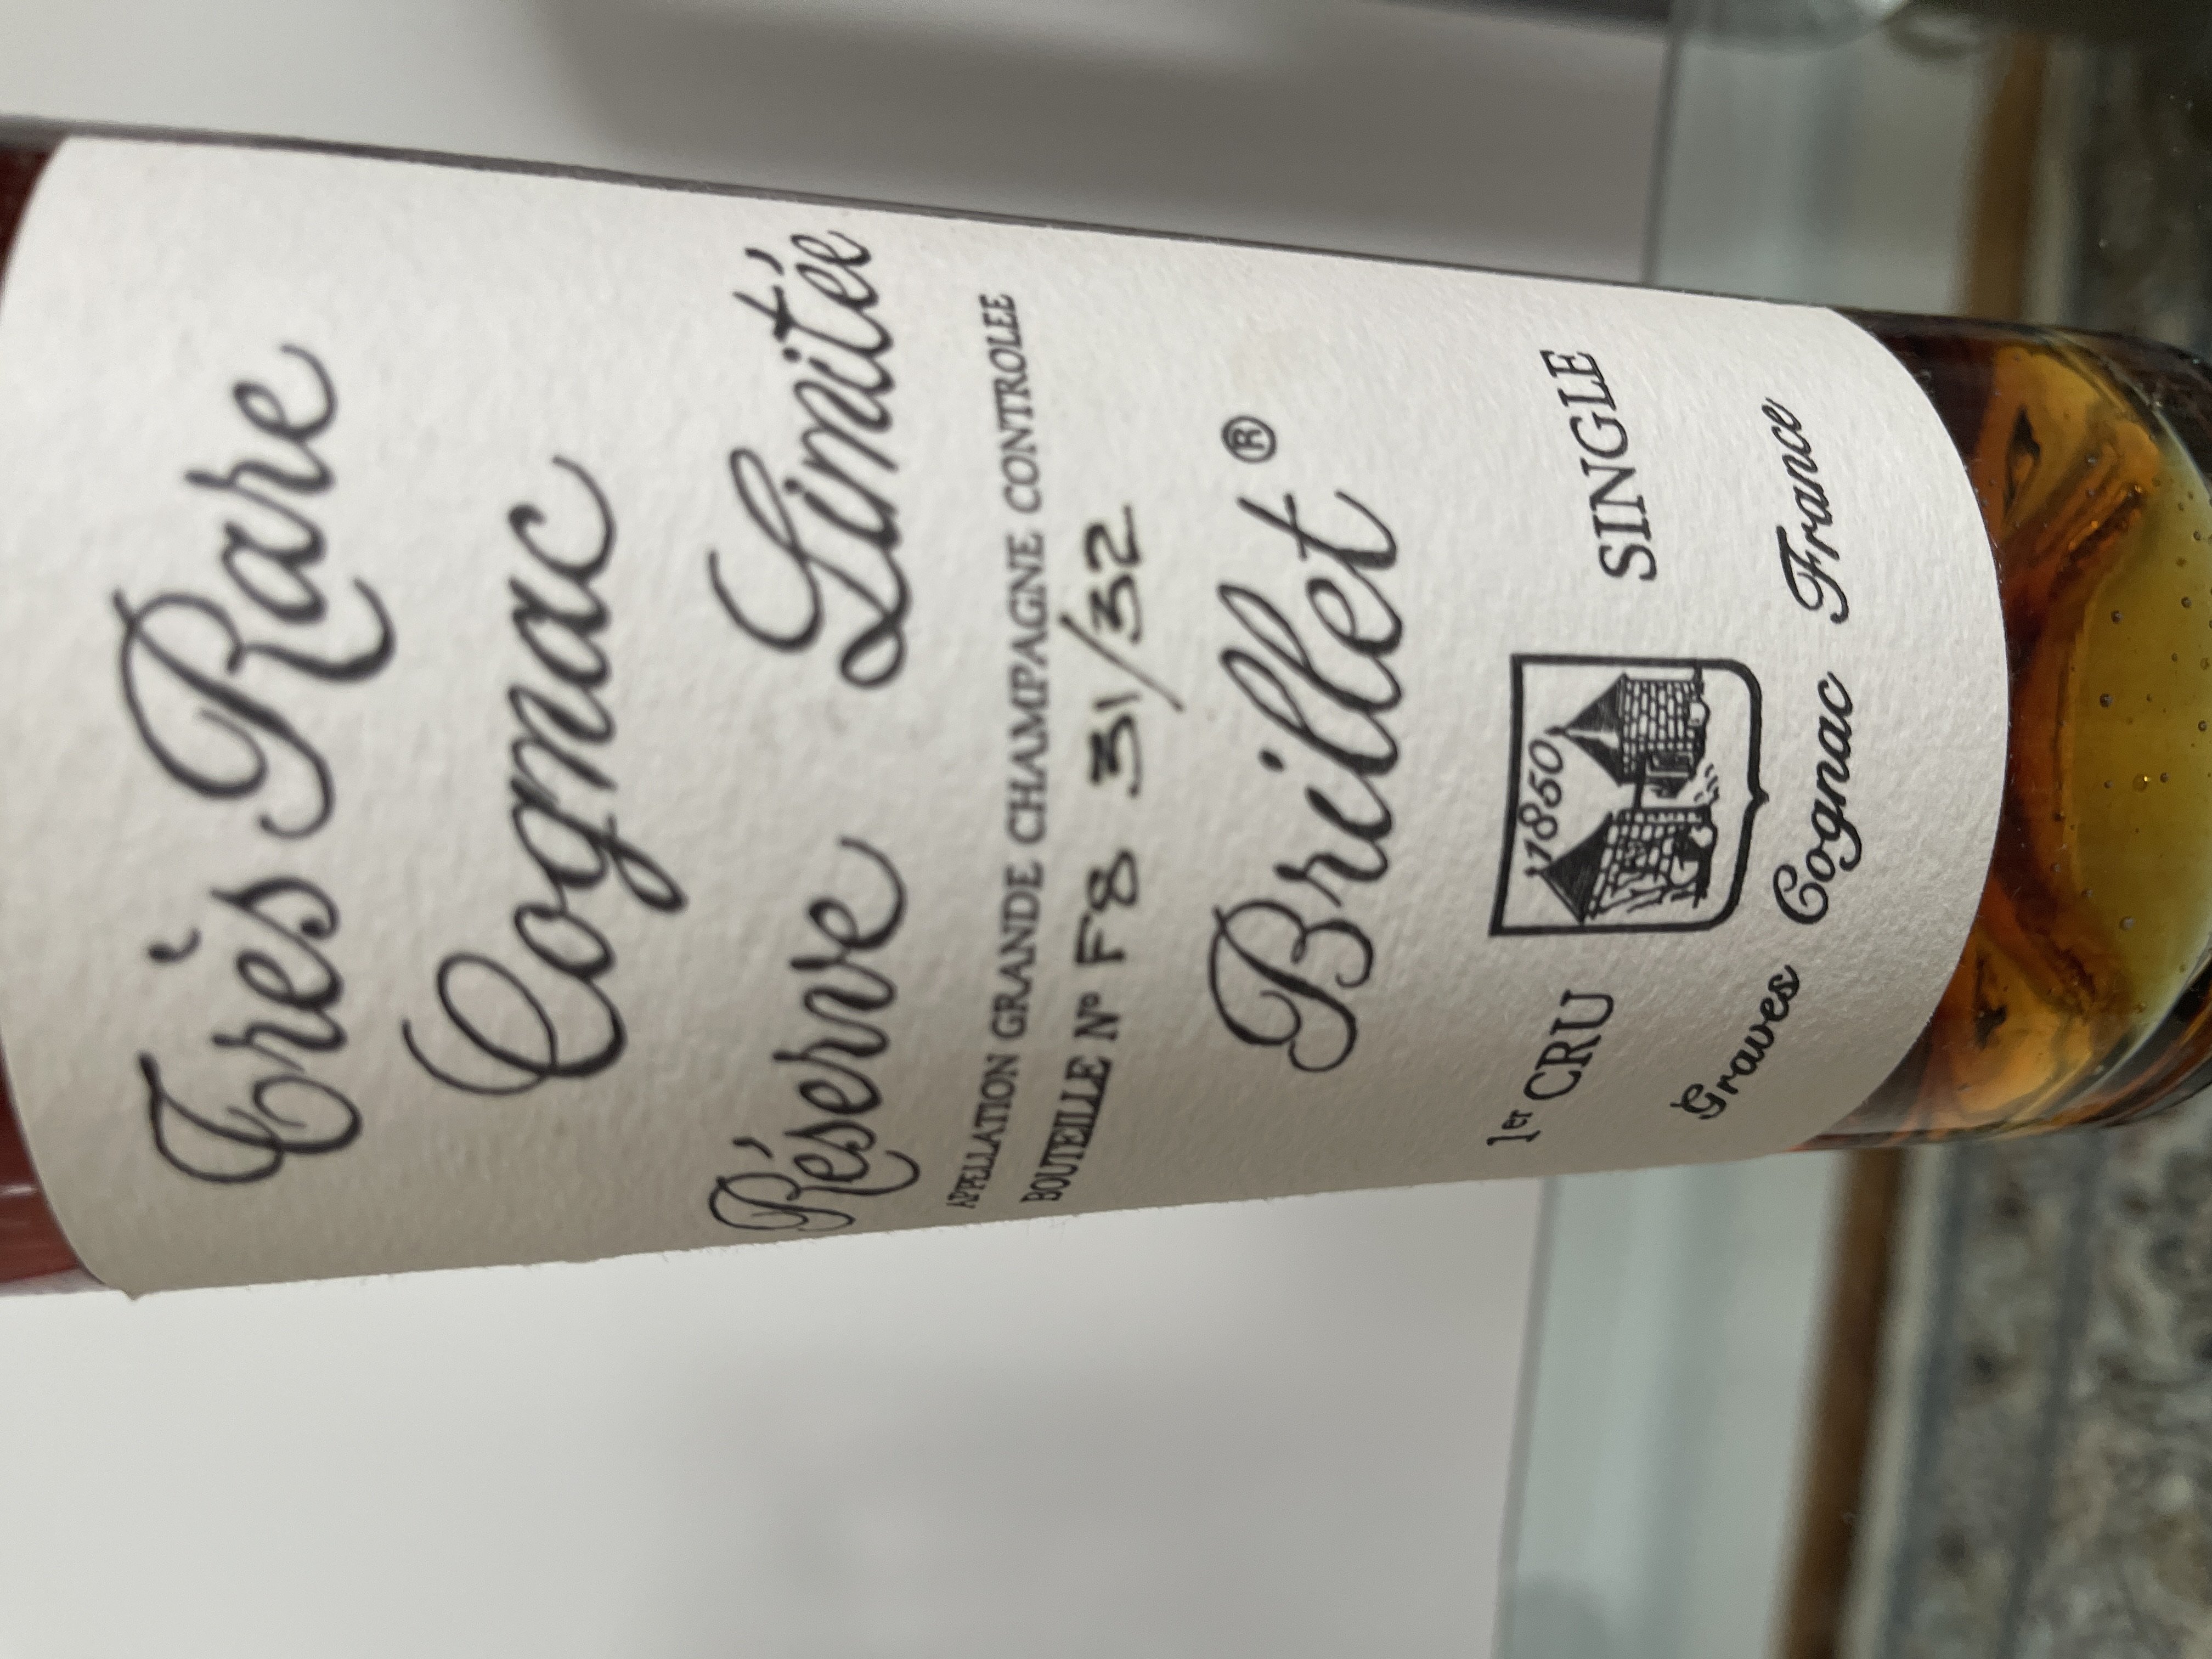 Très Rare
Cognac
Réserve Limitée
APPELLATION GRANDE CHAMPAGNE CONTROLEE
BOUTEILLE Nº F8 31/32
Brillet ®
1850
1er CRU SINGLE
Graves Cognac France